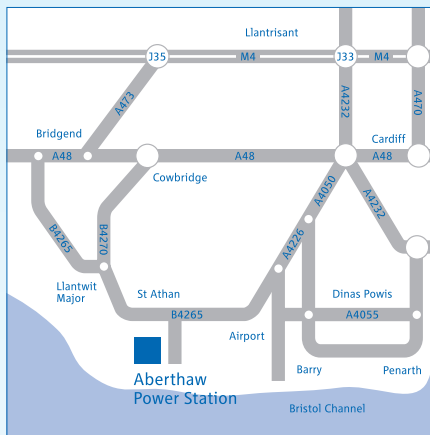 Llantrisant
J35
M4
J33
M4
A473
A4232
A470
Bridgend
Cardiff
A48
A48
A48
Cowbridge
A4050
A4232
B4265
B4270
A4226
Llantwit
Major
St Athan
Dinas Powis
B4265
A4055
Airport
Barry
Penarth
Aberthaw
Power Station
Bristol Channel